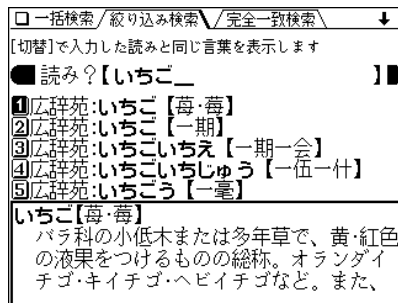 一括検索 絞り込み検索 完全一致検索
[切替]で入力した読みと同じ言葉を表示します
読み？【いちご__ 】
1広辞苑:いちご【苺·莓】
2広辞苑:いちご【一期】
3広辞苑:いちごいちえ【一期一会】
4広辞苑:いちごいちじゅう【一伍一什】
5広辞苑:いちごう【一毫】
いちご【苺·莓】
バラ科の小低木または多年草で、黄·紅色
の液果をつけるものの総称。オランダイ
チゴ·キイチゴ·ヘビイチゴなど。また、